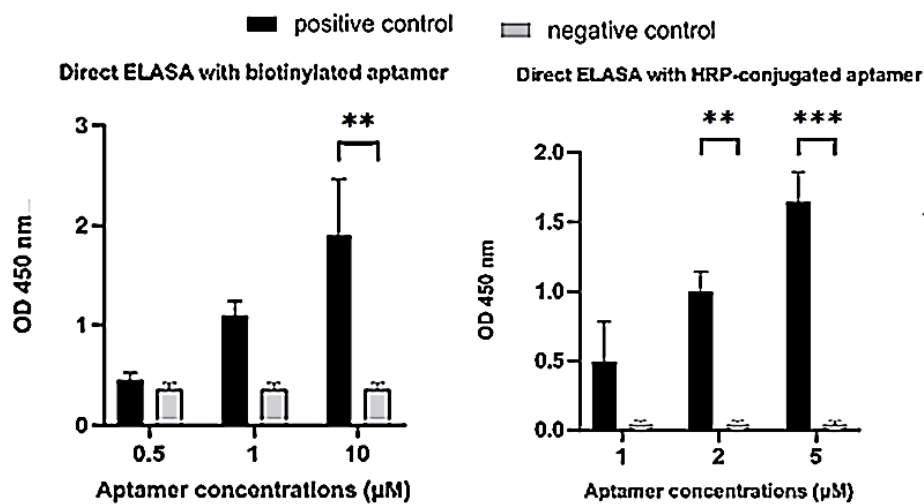 positive control
negative control
Direct ELASA with biotinylated aptamer
**
3
2
1
0
OD 450 nm
0.5
1
10
Aptamer concentrations (µM)
Direct ELASA with HRP-conjugated aptamer
**
***
2.0
1.5
1.0
0.5
0.0
OD 450 nm
1
2
5
Aptamer concentrations (µM)